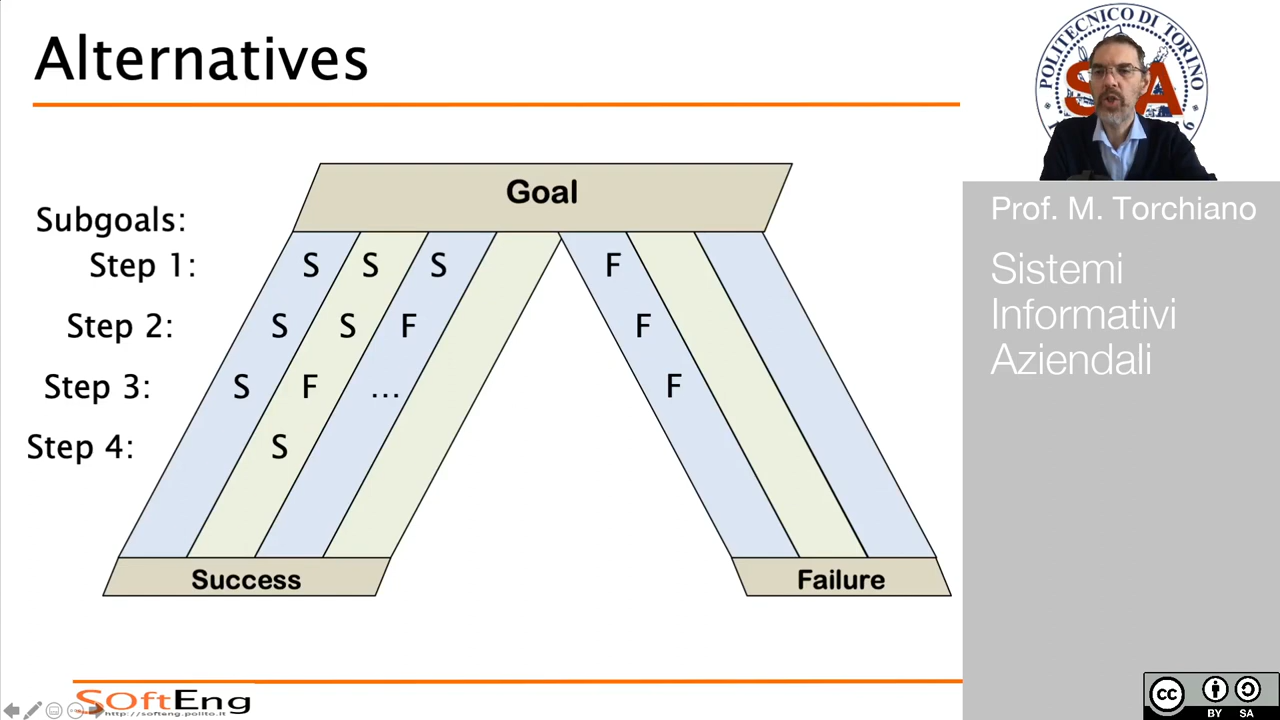 Alternatives
Goal
Subgoals:
Step 1: S S S F
Step 2: S S F F
Step 3: S F ... F
Step 4: S
Success Failure
SOftEng
http://softeng.polito.it
POLITECNICO DI TORINO
Prof. M. Torchiano
Sistemi
Informativi
Aziendali
cc
BY SA